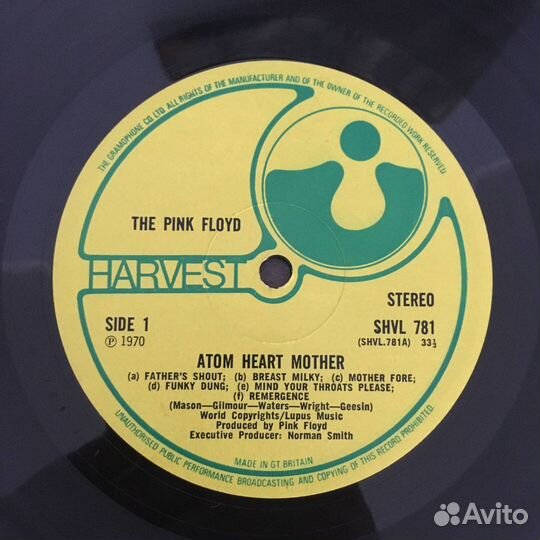 THE GRAMOPHONE CO. LTD. ALL RIGHTS OF THE MANUFACTURER AND OF THE OWNER OF THE RECORDED WORK RESERVED
THE PINK FLOYD
HARVEST
STEREO
SIDE 1
SHVL 781
Ⓟ 1970
(SHVL.781A) 33⅓
ATOM HEART MOTHER
(a) FATHER'S SHOUT; (b) BREAST MILKY; (c) MOTHER FORE;
(d) FUNKY DUNG; (e) MIND YOUR THROATS PLEASE;
(f) REMERGENCE
(Mason—Gilmour—Waters—Wright—Geesin)
World Copyrights/Lupus Music
Produced by Pink Floyd
Executive Producer: Norman Smith
MADE IN GT BRITAIN
UNAUTHORISED PUBLIC PERFORMANCE BROADCASTING AND COPYING OF THIS RECORD PROHIBITED.
Avito